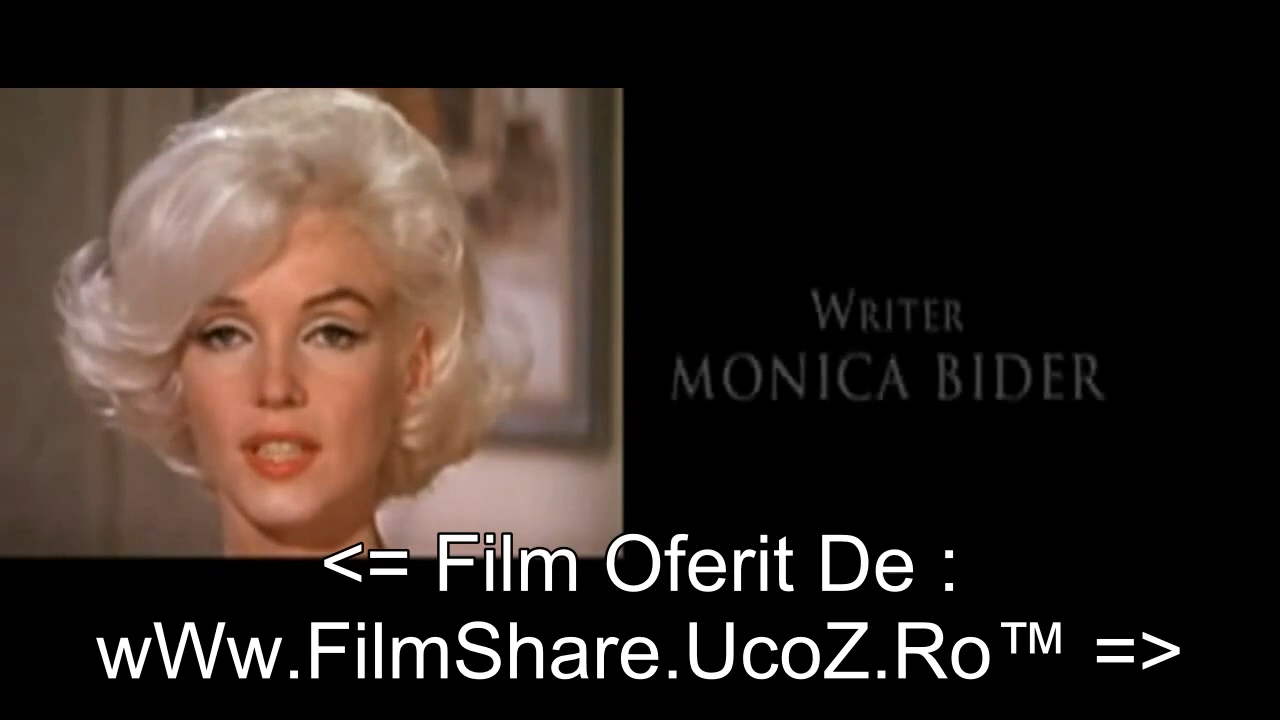 WRITER
MONICA BIDER
<= Film Oferit De :
wWw.FilmShare.UcoZ.Ro™ =>